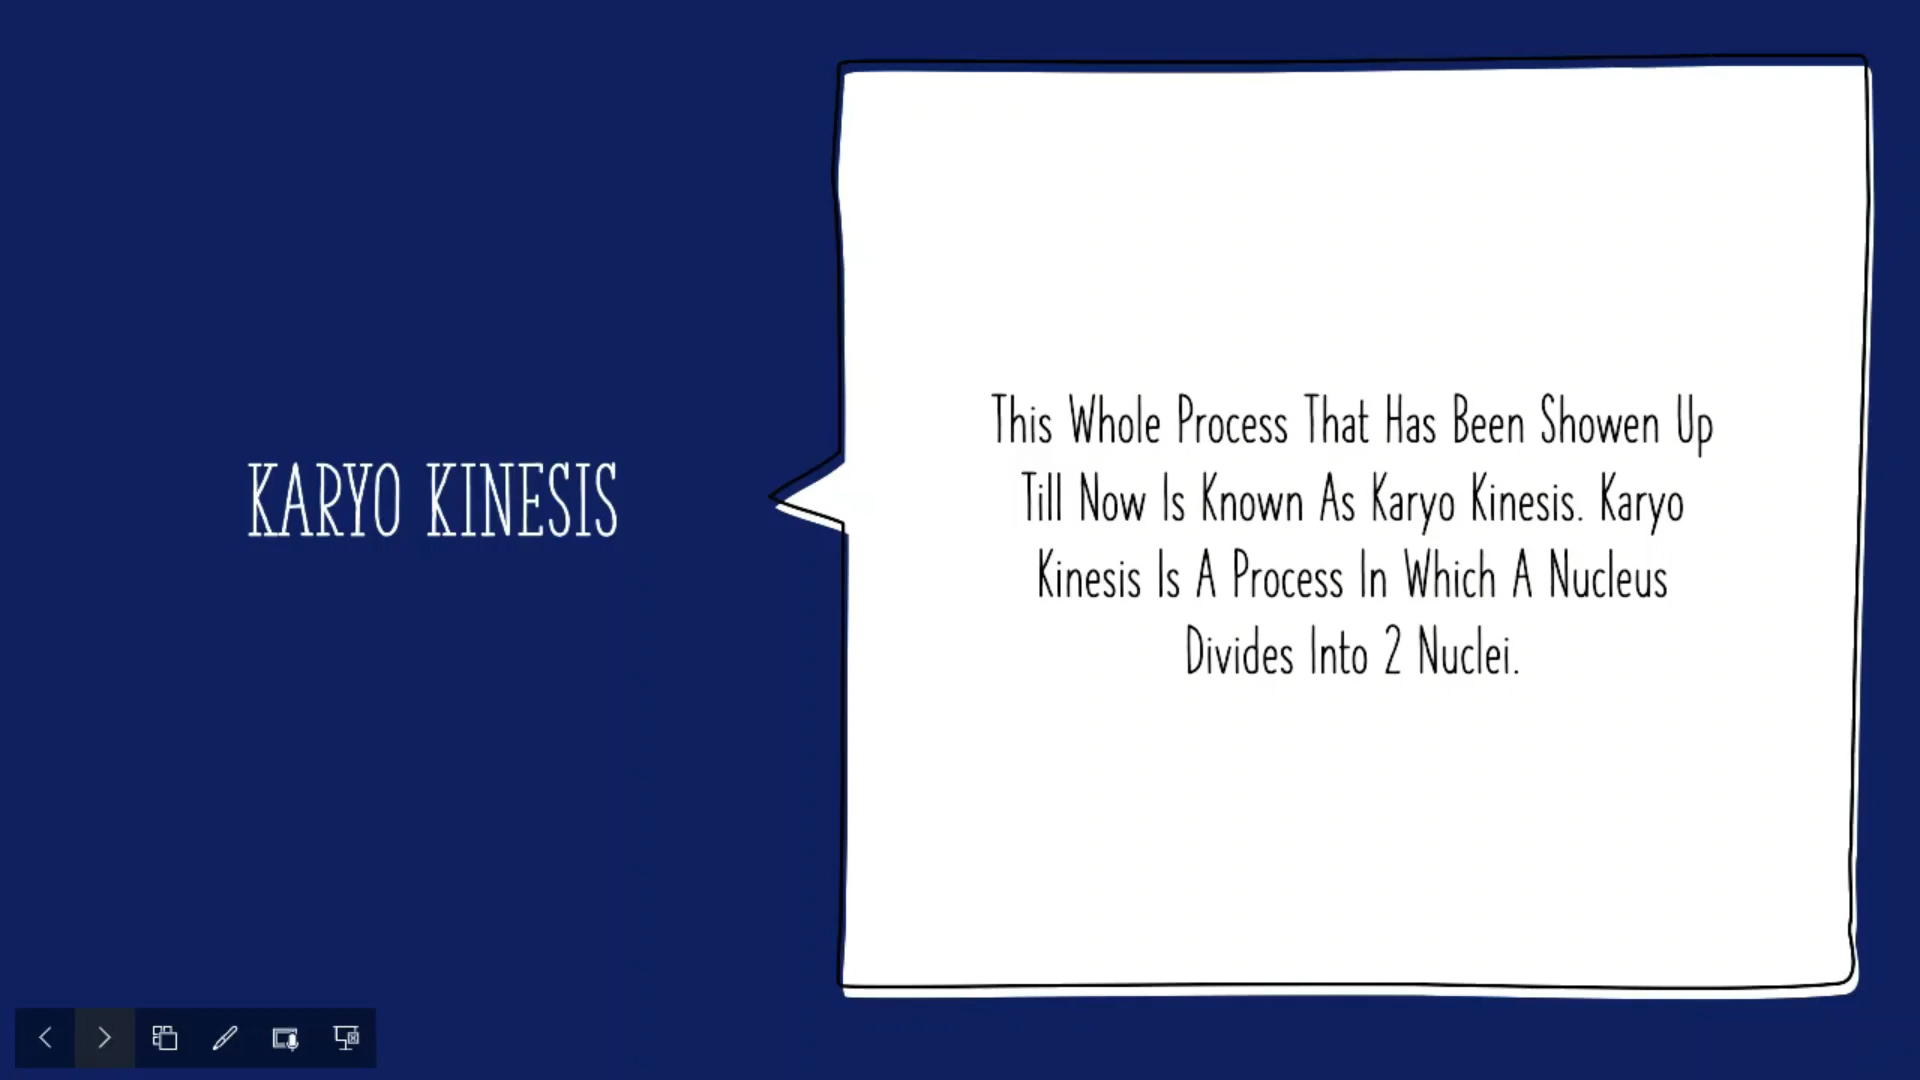 KARYO KINESIS
This Whole Process That Has Been Showen Up
Till Now Is Known As Karyo Kinesis. Karyo
Kinesis Is A Process In Which A Nucleus
Divides Into 2 Nuclei.